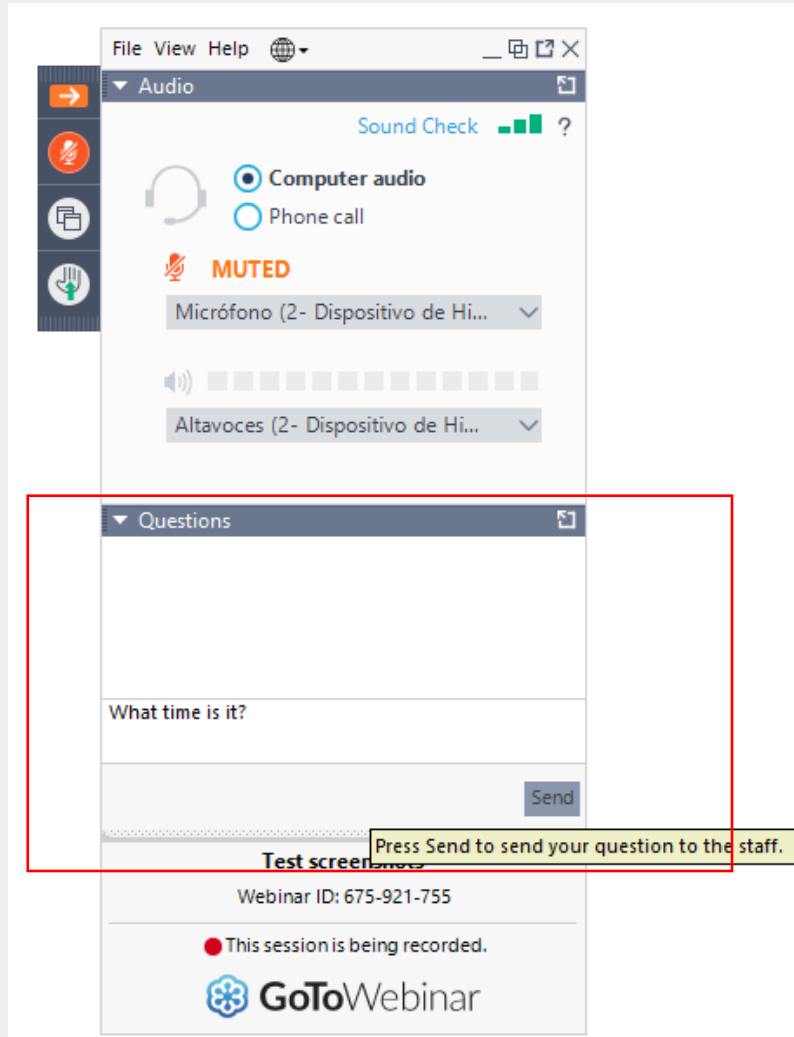 File View Help
Audio
Sound Check ?
Computer audio
Phone call
MUTED
Micrófono (2- Dispositivo de Hi...
Altavoces (2- Dispositivo de Hi...
Questions
What time is it?
Send
Press Send to send your question to the staff.
Test screenshots
Webinar ID: 675-921-755
This session is being recorded.
GoToWebinar